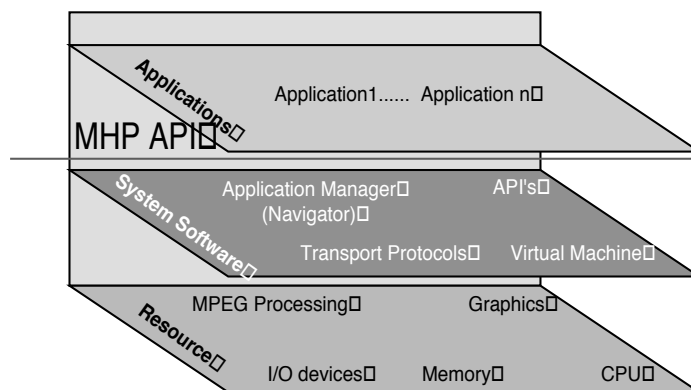 Applications
Application1...... Application n
MHP API
System Software
Application Manager
(Navigator)
API's
Transport Protocols
Virtual Machine
Resource
MPEG Processing
Graphics
I/O devices
Memory
CPU